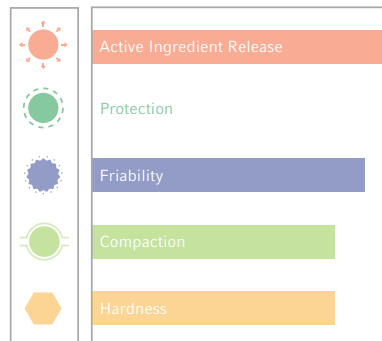 Active Ingredient Release
Protection
Friability
Compaction
Hardness